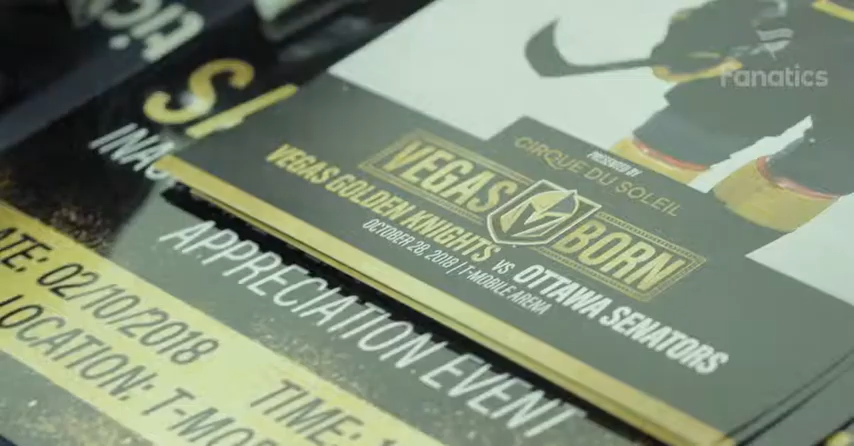 Fanatics
PRESENTED BY
CIRQUE DU SOLEIL
VEGAS BORN
VEGAS GOLDEN KNIGHTS VS OTTAWA SENATORS
OCTOBER 28, 2018 | T-MOBILE ARENA
APPRECIATION EVENT
ATE: 02/10/2018
TIME:
LOCATION: T-MO